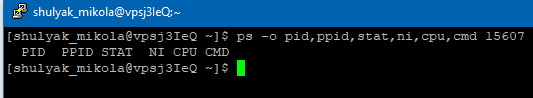 shulyak_mikola@vpsj3IeQ:~
[shulyak_mikola@vpsj3IeQ ~]$ ps -o pid,ppid,stat,ni,cpu,cmd 15607
  PID  PPID STAT  NI CPU CMD
[shulyak_mikola@vpsj3IeQ ~]$